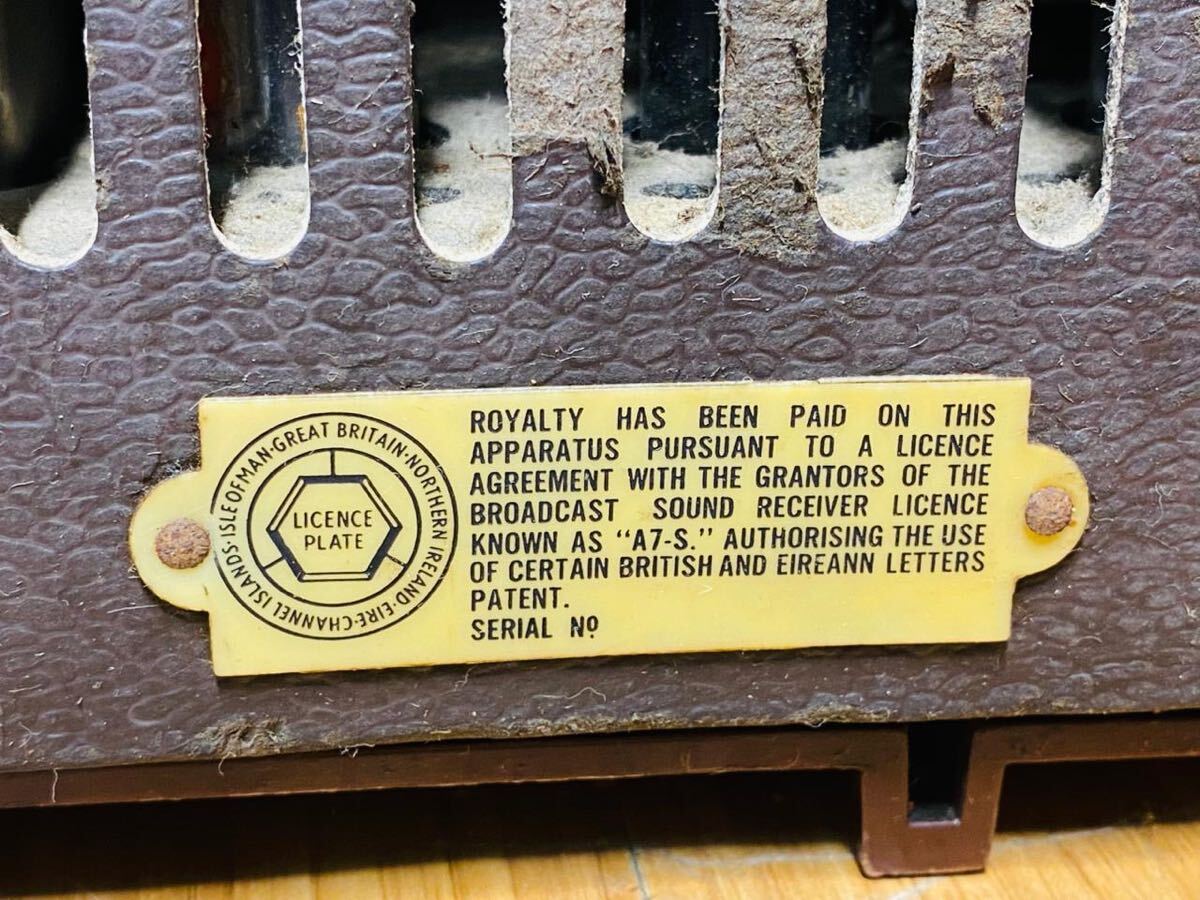 ISLE OF MAN·GREAT BRITAIN·NORTHERN IRELAND·EIRE·CHANNEL ISLANDS·
LICENCE
PLATE
ROYALTY HAS BEEN PAID ON THIS
APPARATUS PURSUANT TO A LICENCE
AGREEMENT WITH THE GRANTORS OF THE
BROADCAST SOUND RECEIVER LICENCE
KNOWN AS "A7-S." AUTHORISING THE USE
OF CERTAIN BRITISH AND EIREANN LETTERS
PATENT.
SERIAL Nº